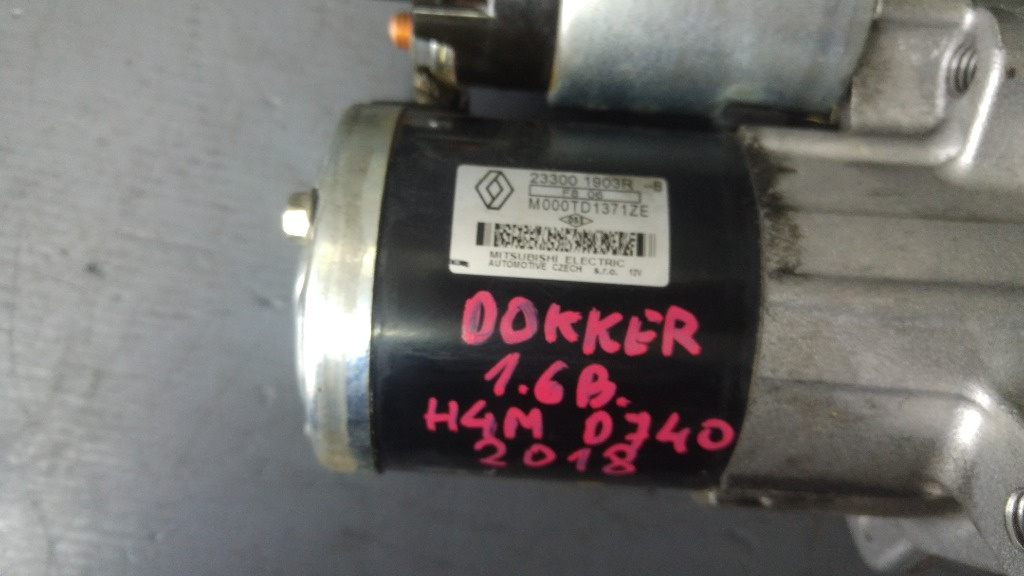 23300 1903R -B
M000TD1371ZE
MITSUBISHI ELECTRIC
AUTOMOTIVE CZECH s.r.o. 12V
DOKKER
1.6B.
H4M D740
2018